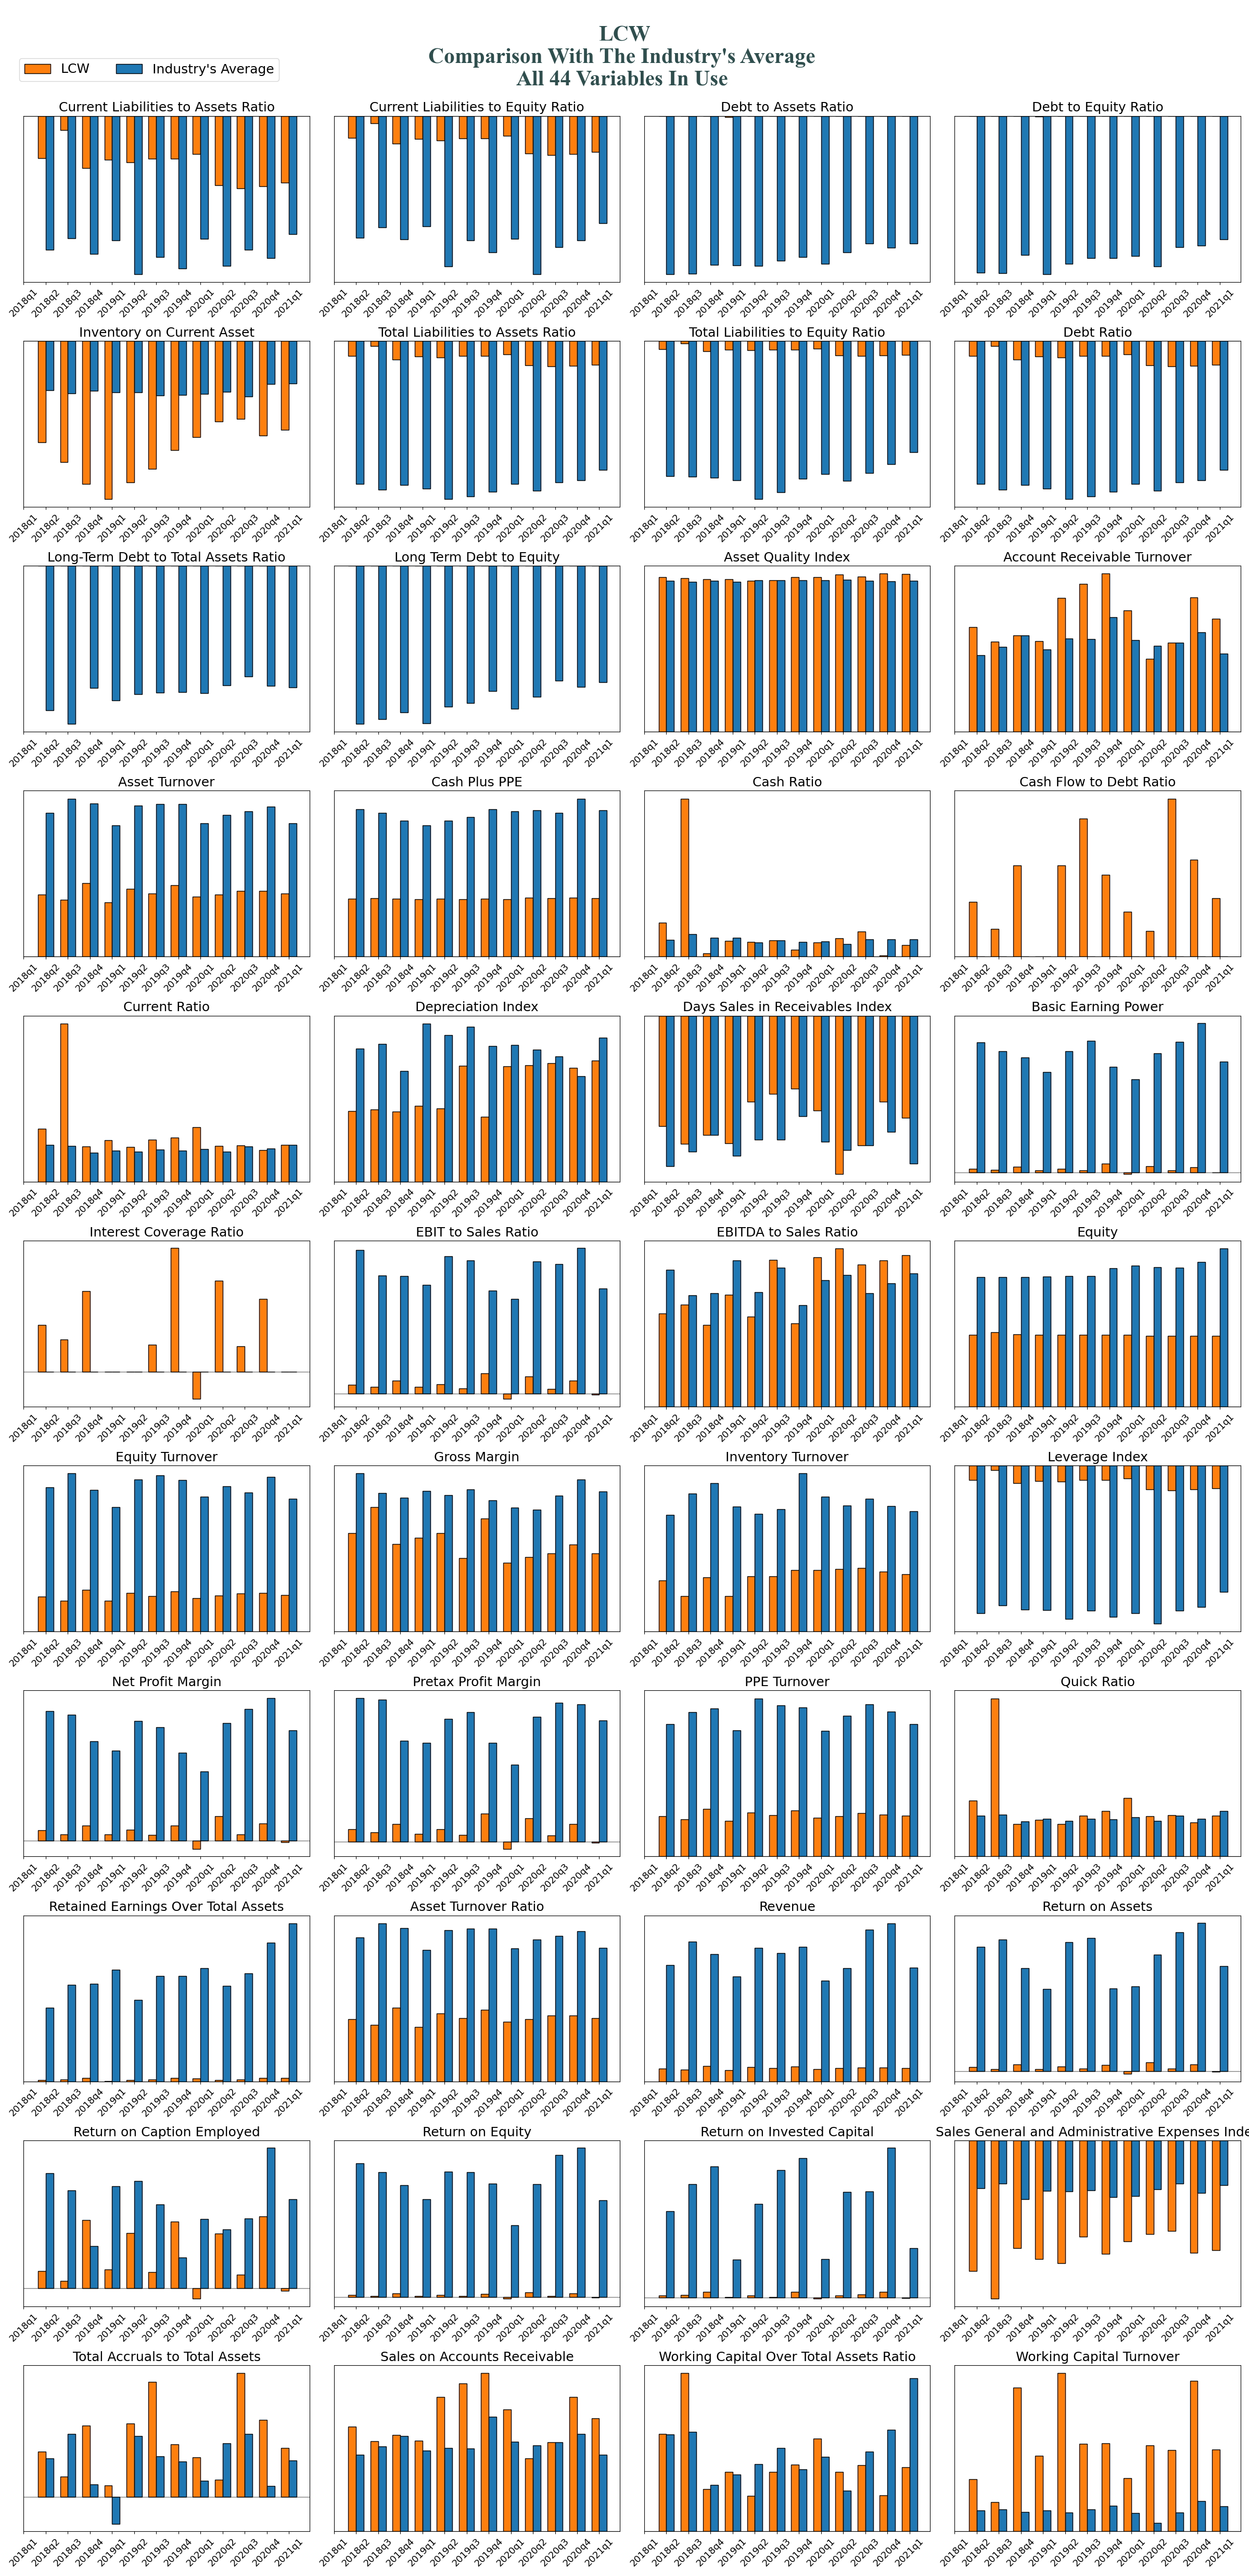 LCW
Comparison With The Industry's Average
All 44 Variables In Use
LCW
Industry's Average
Current Liabilities to Assets Ratio
Current Liabilities to Equity Ratio
Debt to Assets Ratio
Debt to Equity Ratio
Inventory on Current Asset
Total Liabilities to Assets Ratio
Total Liabilities to Equity Ratio
Debt Ratio
Long-Term Debt to Total Assets Ratio
Long Term Debt to Equity
Asset Quality Index
Account Receivable Turnover
Asset Turnover
Cash Plus PPE
Cash Ratio
Cash Flow to Debt Ratio
Current Ratio
Depreciation Index
Days Sales in Receivables Index
Basic Earning Power
Interest Coverage Ratio
EBIT to Sales Ratio
EBITDA to Sales Ratio
Equity
Equity Turnover
Gross Margin
Inventory Turnover
Leverage Index
Net Profit Margin
Pretax Profit Margin
PPE Turnover
Quick Ratio
Retained Earnings Over Total Assets
Asset Turnover Ratio
Revenue
Return on Assets
Return on Caption Employed
Return on Equity
Return on Invested Capital
Sales General and Administrative Expenses Inde
Total Accruals to Total Assets
Sales on Accounts Receivable
Working Capital Over Total Assets Ratio
Working Capital Turnover
2018q1 2018q2 2018q3 2018q4 2019q1 2019q2 2019q3 2019q4 2020q1 2020q2 2020q3 2020q4 2021q1